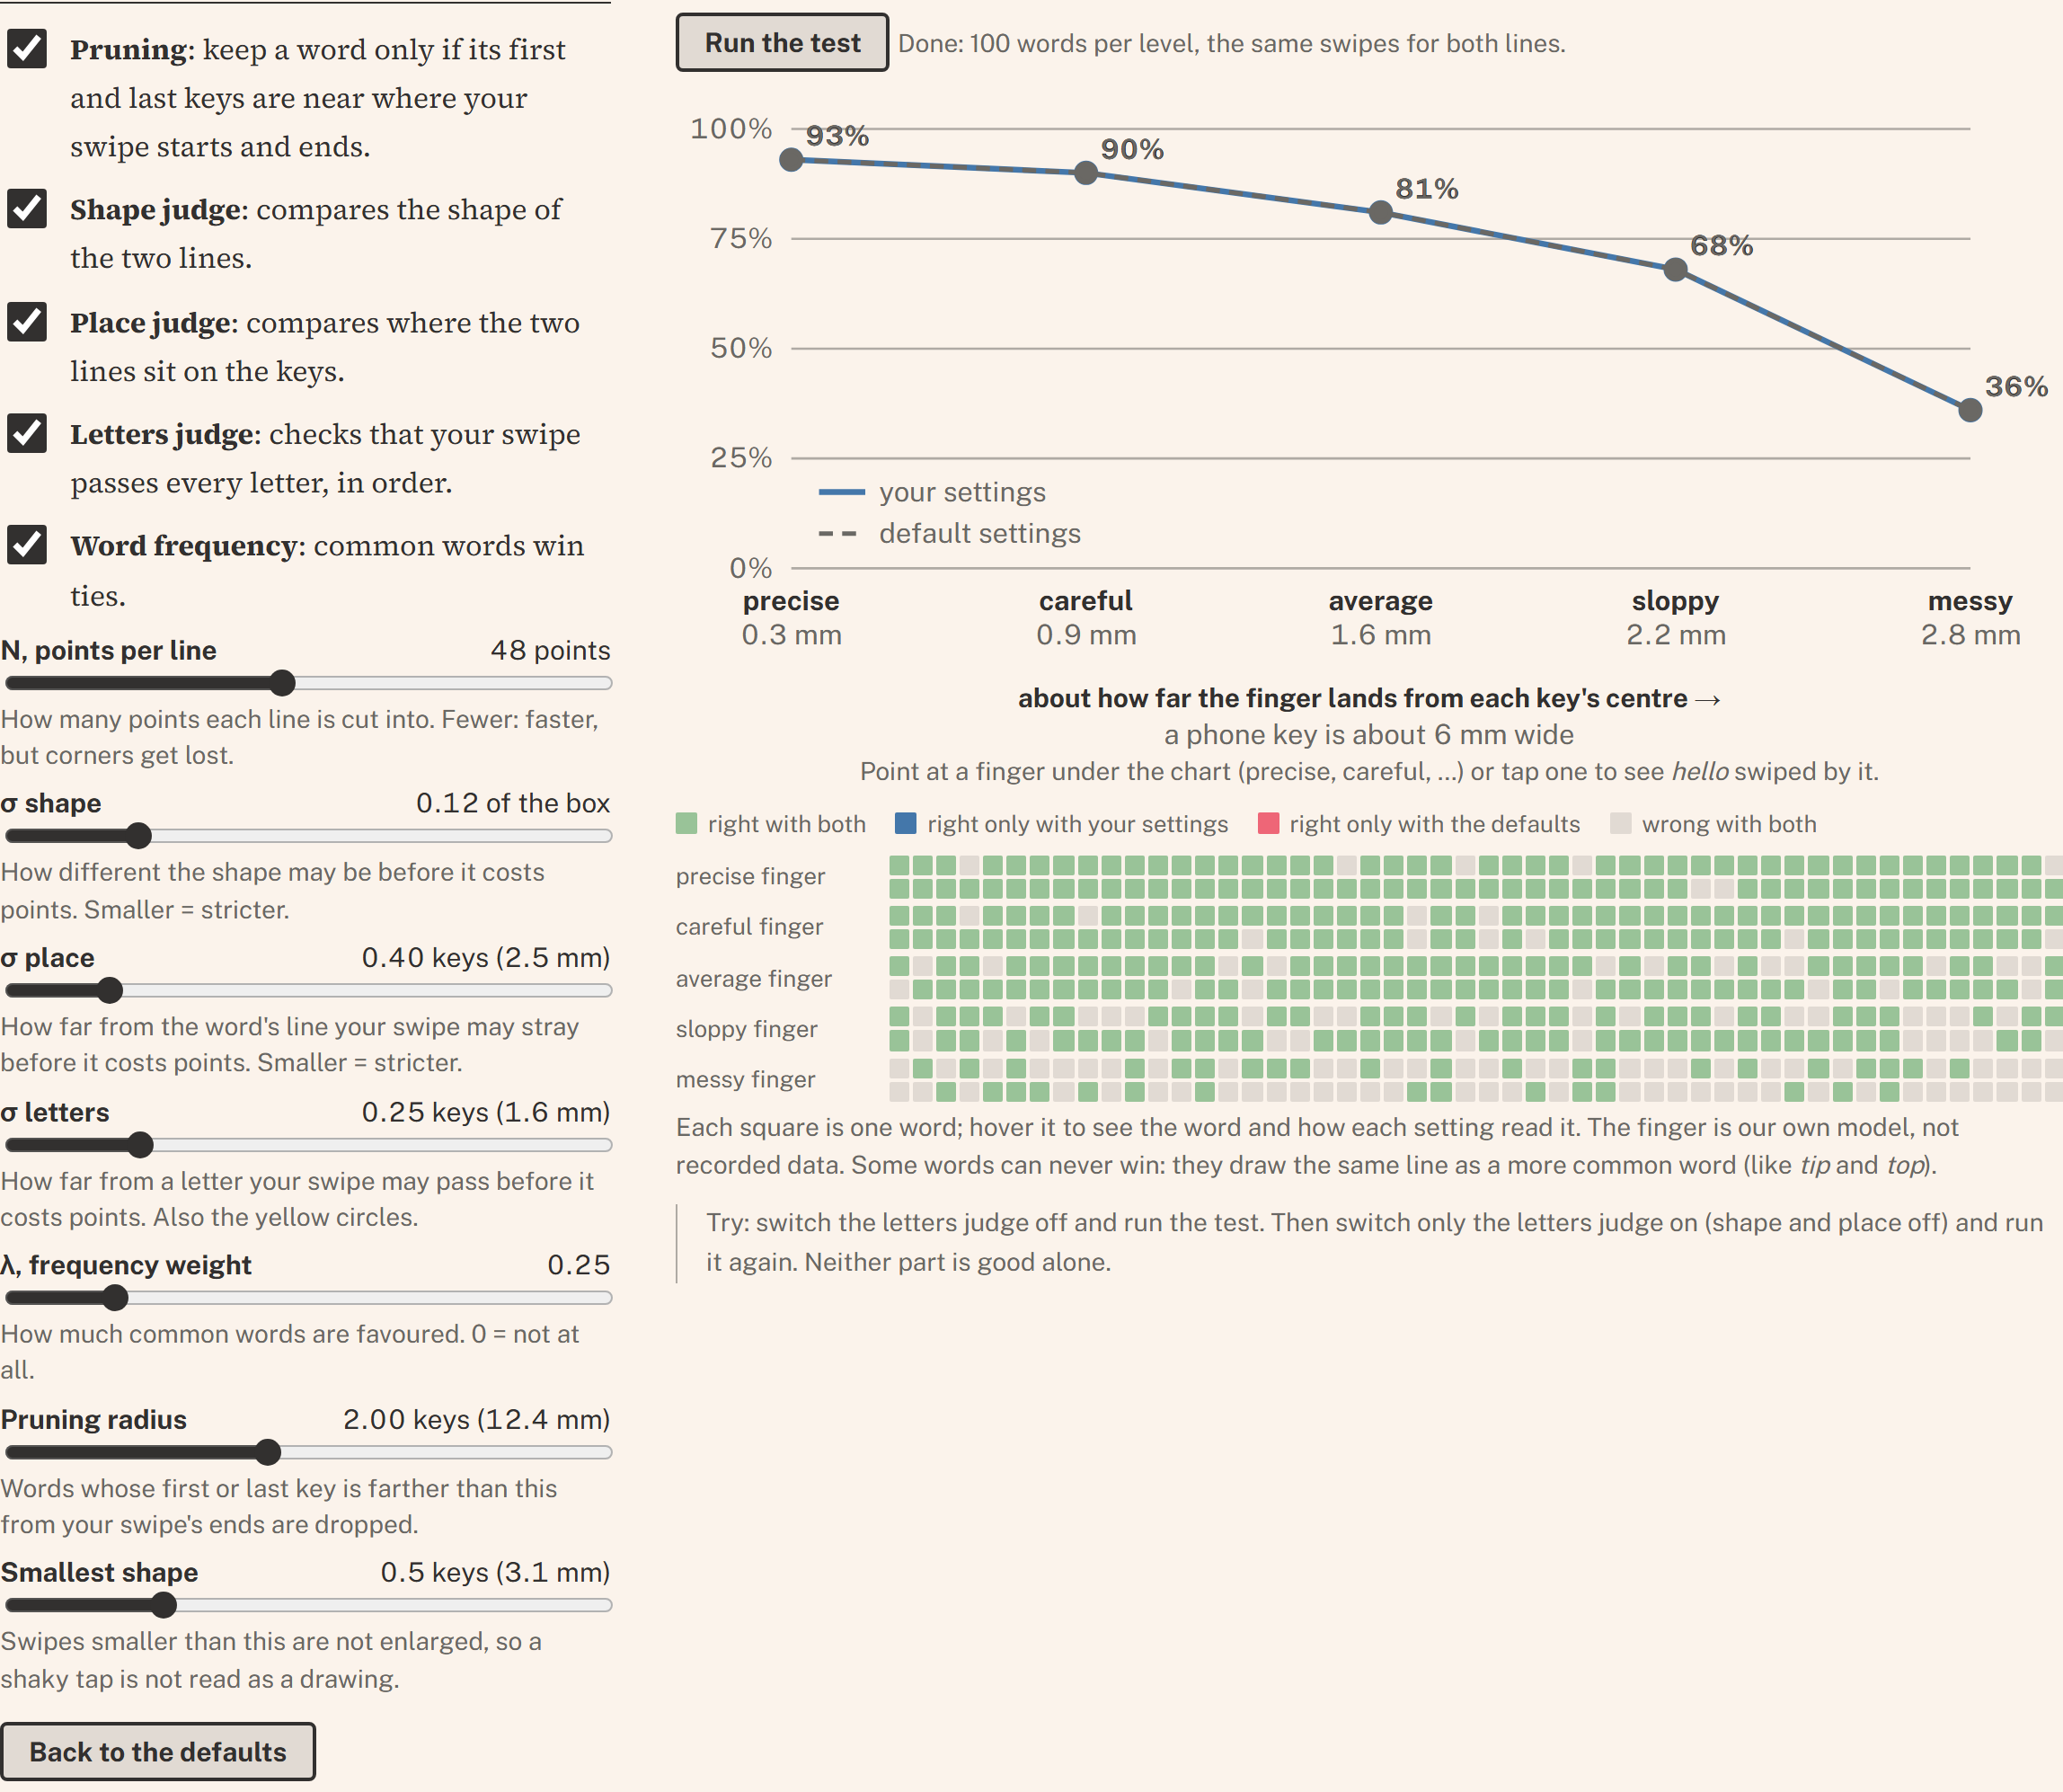 Pruning: keep a word only if its first
and last keys are near where your
swipe starts and ends.
Shape judge: compares the shape of
the two lines.
Place judge: compares where the two
lines sit on the keys.
Letters judge: checks that your swipe
passes every letter, in order.
Word frequency: common words win
ties.
N, points per line 48 points
How many points each line is cut into. Fewer: faster,
but corners get lost.
σ shape 0.12 of the box
How different the shape may be before it costs
points. Smaller = stricter.
σ place 0.40 keys (2.5 mm)
How far from the word's line your swipe may stray
before it costs points. Smaller = stricter.
σ letters 0.25 keys (1.6 mm)
How far from a letter your swipe may pass before it
costs points. Also the yellow circles.
λ, frequency weight 0.25
How much common words are favoured. 0 = not at
all.
Pruning radius 2.00 keys (12.4 mm)
Words whose first or last key is farther than this
from your swipe's ends are dropped.
Smallest shape 0.5 keys (3.1 mm)
Swipes smaller than this are not enlarged, so a
shaky tap is not read as a drawing.
Back to the defaults
Run the test Done: 100 words per level, the same swipes for both lines.
100%
93%
90%
81%
75%
68%
50%
36%
25%
your settings
default settings
0%
precise careful average sloppy messy
0.3 mm 0.9 mm 1.6 mm 2.2 mm 2.8 mm
about how far the finger lands from each key's centre →
a phone key is about 6 mm wide
Point at a finger under the chart (precise, careful, ...) or tap one to see hello swiped by it.
right with both right only with your settings right only with the defaults wrong with both
precise finger
careful finger
average finger
sloppy finger
messy finger
Each square is one word; hover it to see the word and how each setting read it. The finger is our own model, not
recorded data. Some words can never win: they draw the same line as a more common word (like tip and top).
Try: switch the letters judge off and run the test. Then switch only the letters judge on (shape and place off) and run
it again. Neither part is good alone.